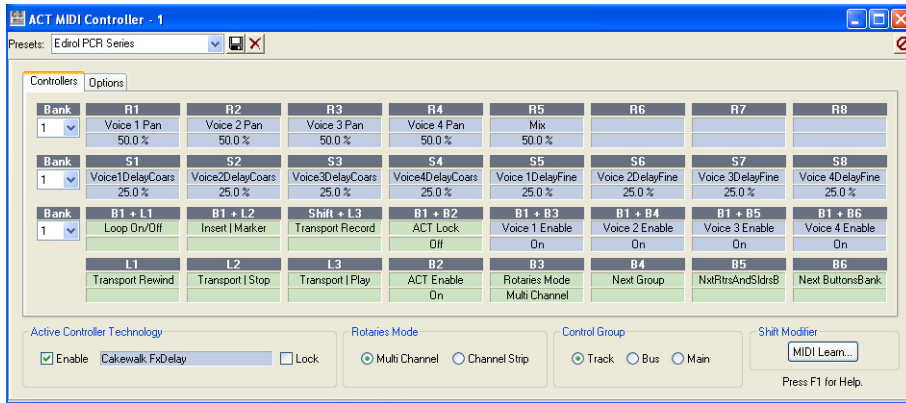 ACT MIDI Controller - 1
Presets: Edirol PCR Series
Controllers Options
Bank R1 R2 R3 R4 R5 R6 R7 R8
1 Voice 1 Pan Voice 2 Pan Voice 3 Pan Voice 4 Pan Mix
50.0 % 50.0 % 50.0 % 50.0 % 50.0 %
Bank S1 S2 S3 S4 S5 S6 S7 S8
1 Voice1DelayCoars Voice2DelayCoars Voice3DelayCoars Voice4DelayCoars Voice 1DelayFine Voice 2DelayFine Voice 3DelayFine Voice 4DelayFine
25.0 % 25.0 % 25.0 % 25.0 % 25.0 % 25.0 % 25.0 % 25.0 %
Bank B1 + L1 B1 + L2 Shift + L3 B1 + B2 B1 + B3 B1 + B4 B1 + B5 B1 + B6
1 Loop On/Off Insert | Marker Transport Record ACT Lock Voice 1 Enable Voice 2 Enable Voice 3 Enable Voice 4 Enable
Off On On On On
L1 L2 L3 B2 B3 B4 B5 B6
Transport Rewind Transport | Stop Transport | Play ACT Enable Rotaries Mode Next Group NxtRtrsAndSldrsB Next ButtonsBank
On Multi Channel
Active Controller Technology Rotaries Mode Control Group Shift Modifier
Enable Cakewalk FxDelay Lock Multi Channel Channel Strip Track Bus Main MIDI Learn...
Press F1 for Help.